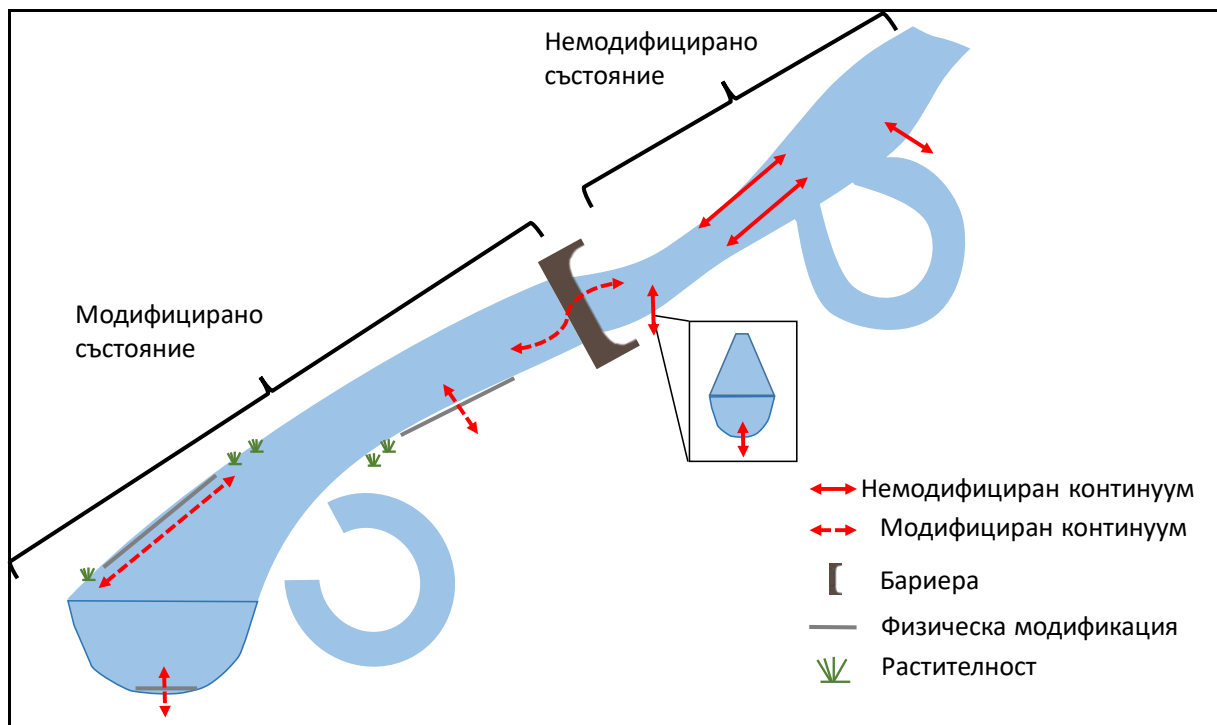 Немодифицирано
състояние
Модифицирано
състояние
Немодифициран континуум
Модифициран континуум
Бариера
Физическа модификация
Растителност